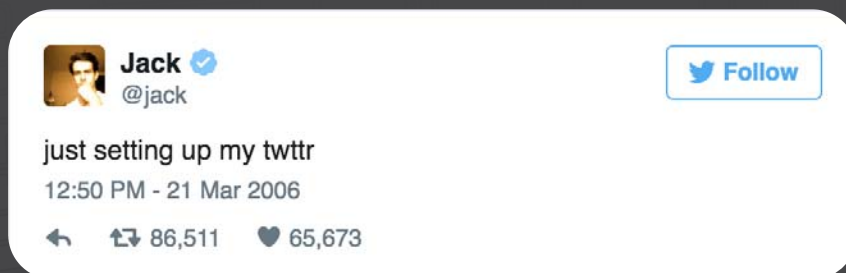 Jack
@jack
Follow
just setting up my twttr
12:50 PM - 21 Mar 2006
86,511 65,673